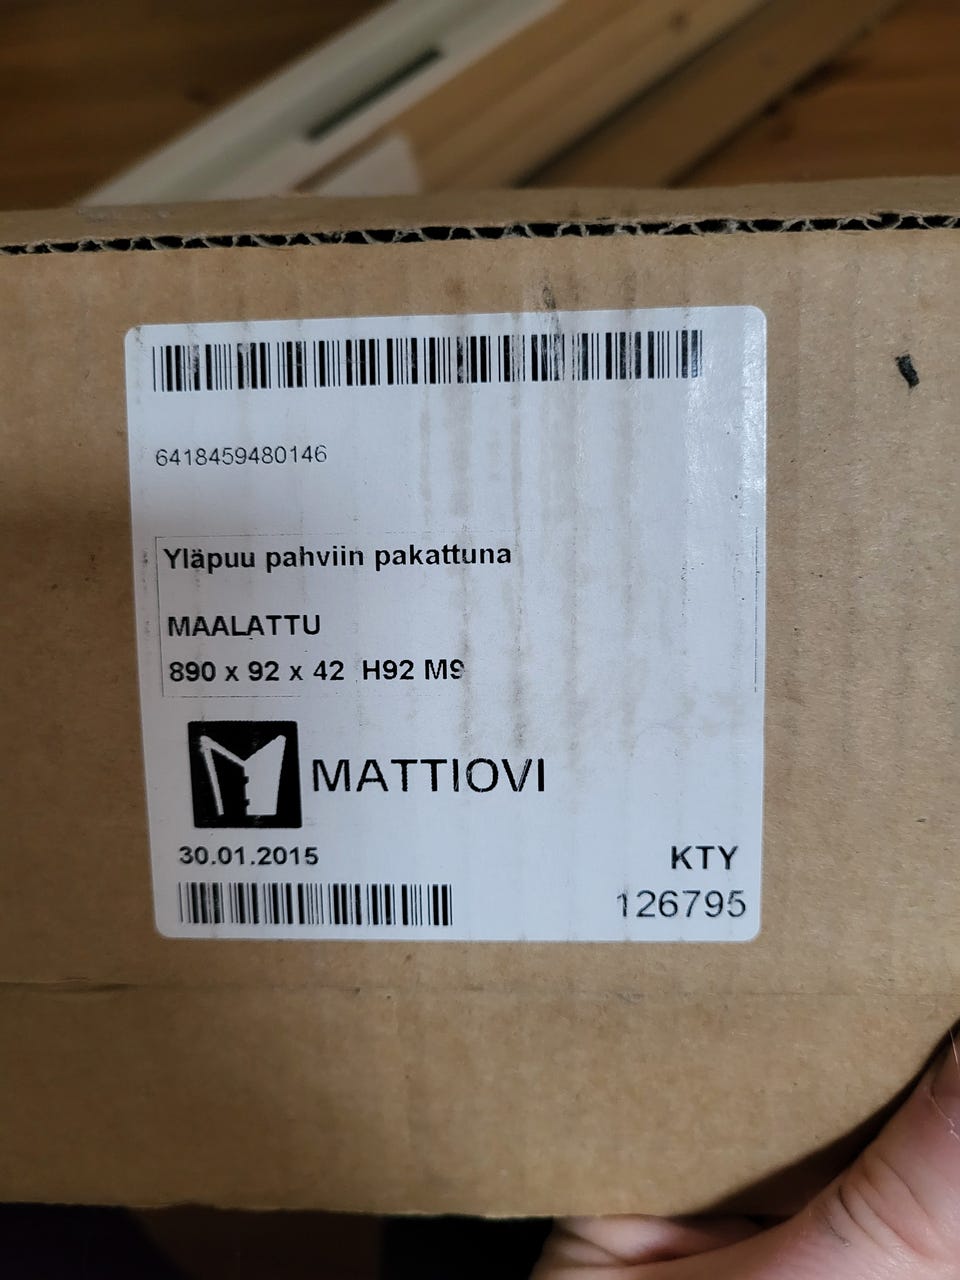 6418459480146
Yläpuu pahviin pakattuna
MAALATTU
890 x 92 x 42 H92 M9
MATTIOVI
30.01.2015
KTY
126795